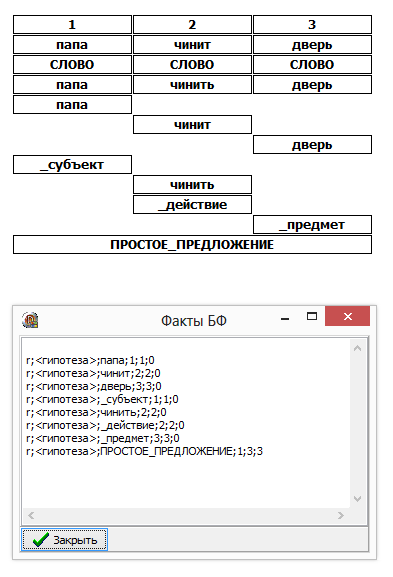 1 2 3
папа чинит дверь
СЛОВО СЛОВО СЛОВО
папа чинить дверь
папа
чинит
дверь
_субъект
чинить
_действие
_предмет
ПРОСТОЕ_ПРЕДЛОЖЕНИЕ
Факты БФ
r;<гипотеза>;папа;1;1;0
r;<гипотеза>;чинит;2;2;0
r;<гипотеза>;дверь;3;3;0
r;<гипотеза>;_субъект;1;1;0
r;<гипотеза>;чинить;2;2;0
r;<гипотеза>;_действие;2;2;0
r;<гипотеза>;_предмет;3;3;0
r;<гипотеза>;ПРОСТОЕ_ПРЕДЛОЖЕНИЕ;1;3;3
Закрыть